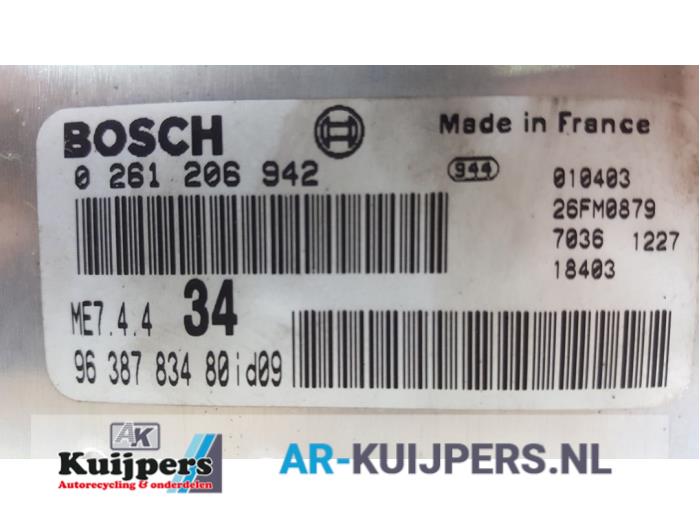 BOSCH
Made in France
0 261 206 942
944
010403
26FM0879
7036 1227
18403
ME7.4.4 34
96 387 834 80id09
AK
Kuijpers
Autorecycling & onderdelen
AR-KUIJPERS.NL